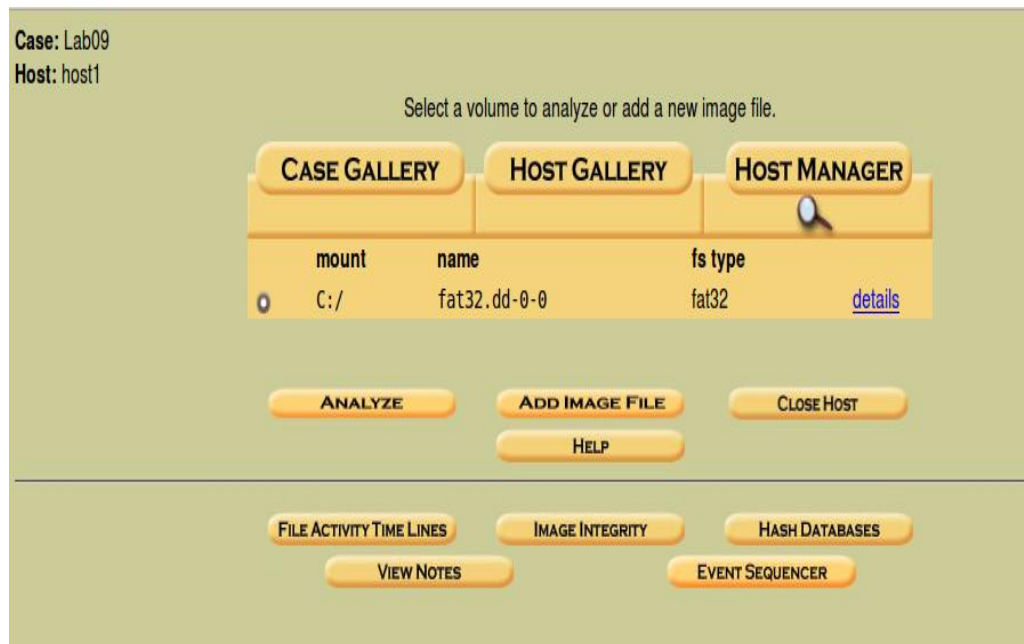 Case: Lab09
Host: host1
Select a volume to analyze or add a new image file.
CASE GALLERY HOST GALLERY HOST MANAGER
mount name fs type
C:/ fat32.dd-0-0 fat32 details
ANALYZE ADD IMAGE FILE CLOSE HOST
HELP
FILE ACTIVITY TIME LINES IMAGE INTEGRITY HASH DATABASES
VIEW NOTES EVENT SEQUENCER